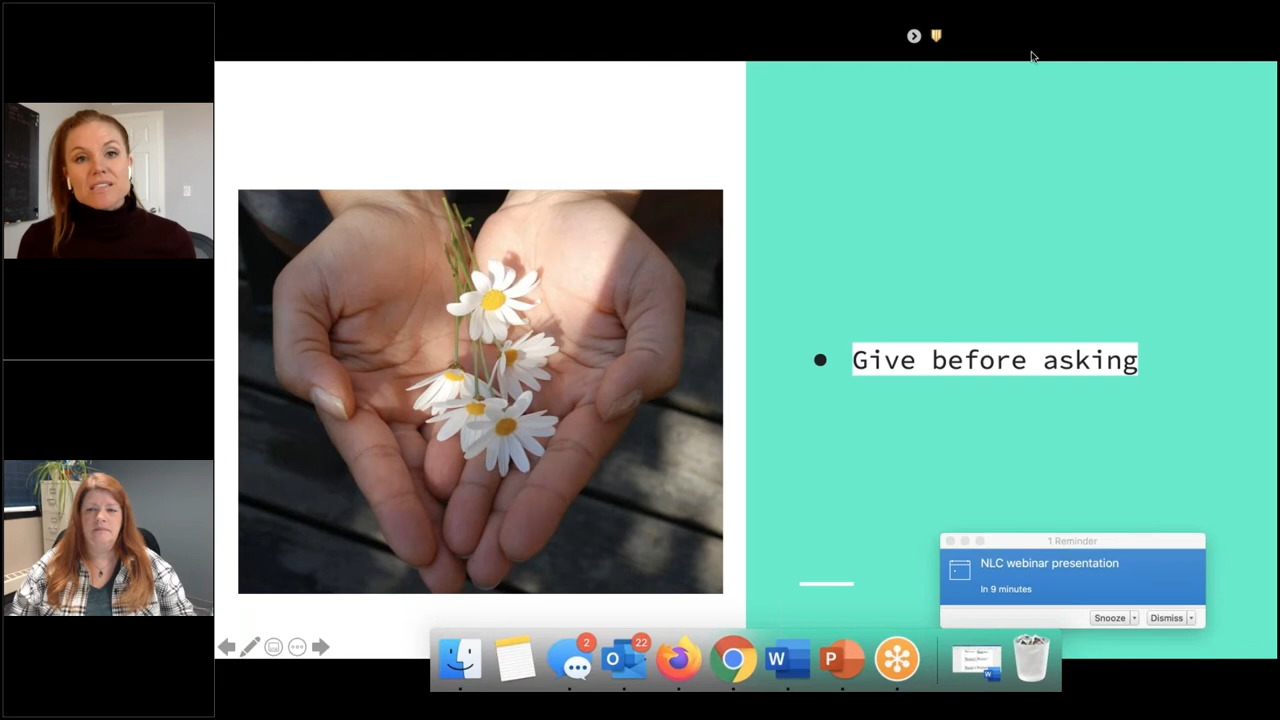 Give before asking
1 Reminder
NLC webinar presentation
In 9 minutes
Snooze
Dismiss
2
22
O
W
P
W